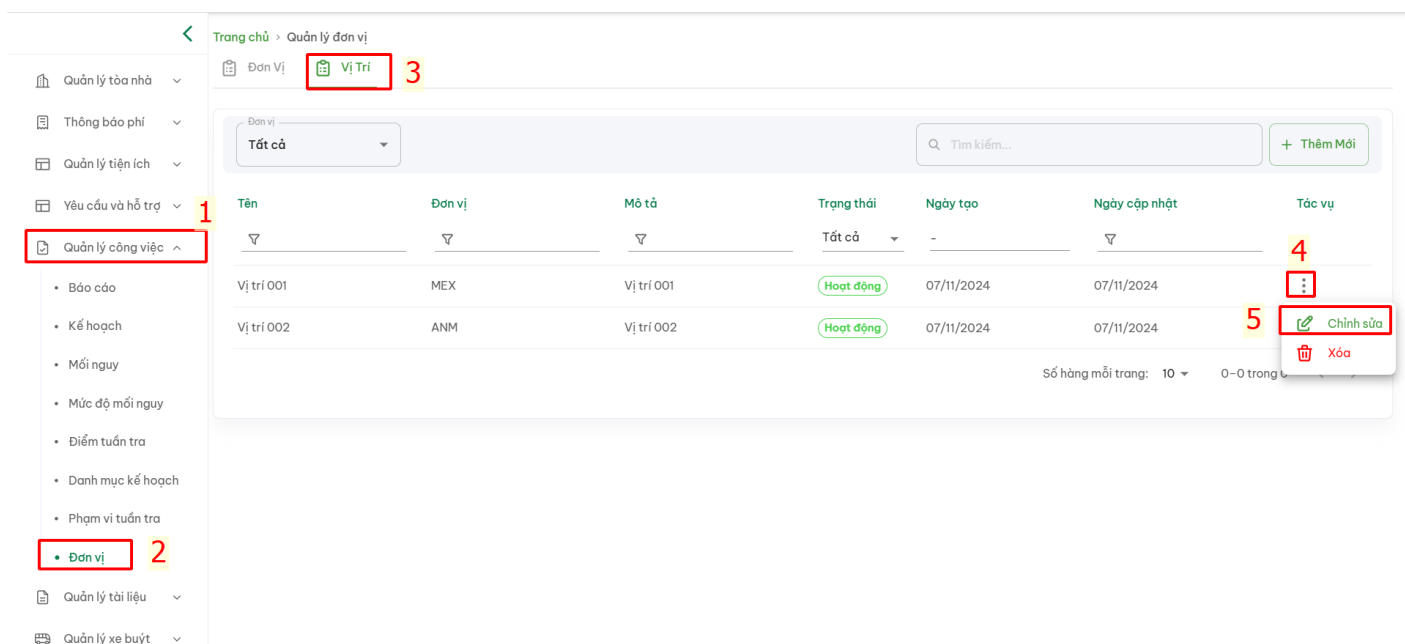 Trang chủ > Quản lý đơn vị
Đơn Vị Vị Trí 3
Quản lý tòa nhà
Thông báo phí
Quản lý tiện ích
Yêu cầu và hỗ trợ
1
Quản lý công việc
Báo cáo
Kế hoạch
Mối nguy
Mức độ mối nguy
Điểm tuần tra
Danh mục kế hoạch
Phạm vi tuần tra
Đơn vị 2
Quản lý tài liệu
Quản lý xe buýt
Đơn vị
Tất cả
Tìm kiếm...
+ Thêm Mới
Tên Đơn vị Mô tả Trạng thái Ngày tạo Ngày cập nhật Tác vụ
Tất cả -
4
Vị trí 001 MEX Vị trí 001 Hoạt động 07/11/2024 07/11/2024
Vị trí 002 ANM Vị trí 002 Hoạt động 07/11/2024 07/11/2024
5 Chỉnh sửa
Xóa
Số hàng mỗi trang: 10 0-0 trong